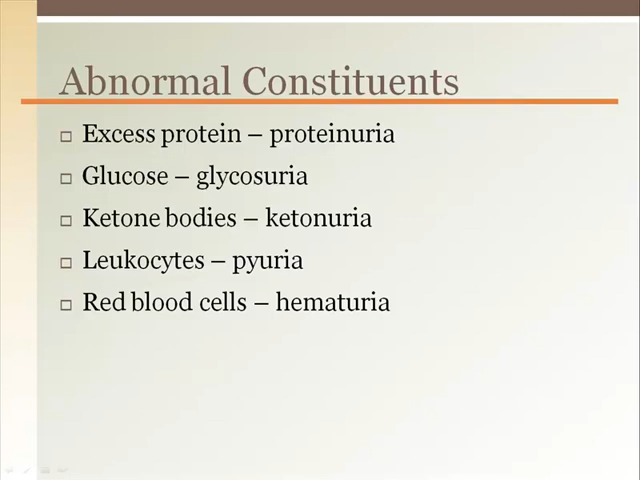 Abnormal Constituents
Excess protein – proteinuria
Glucose – glycosuria
Ketone bodies – ketonuria
Leukocytes – pyuria
Red blood cells – hematuria